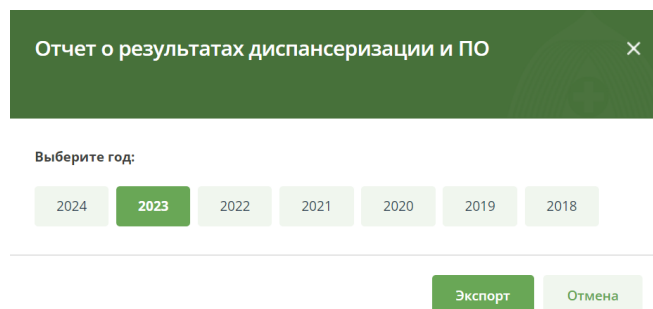 Отчет о результатах диспансеризации и ПО
Выберите год:
2024 2023 2022 2021 2020 2019 2018
Экспорт Отмена